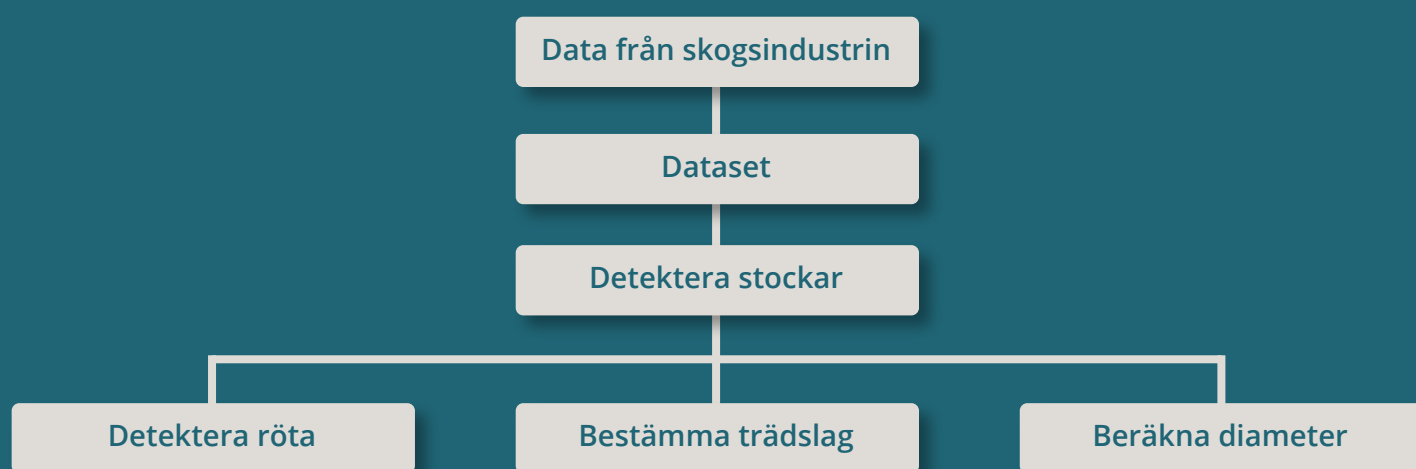 Data från skogsindustrin
Dataset
Detektera stockar
Detektera röta
Bestämma trädslag
Beräkna diameter